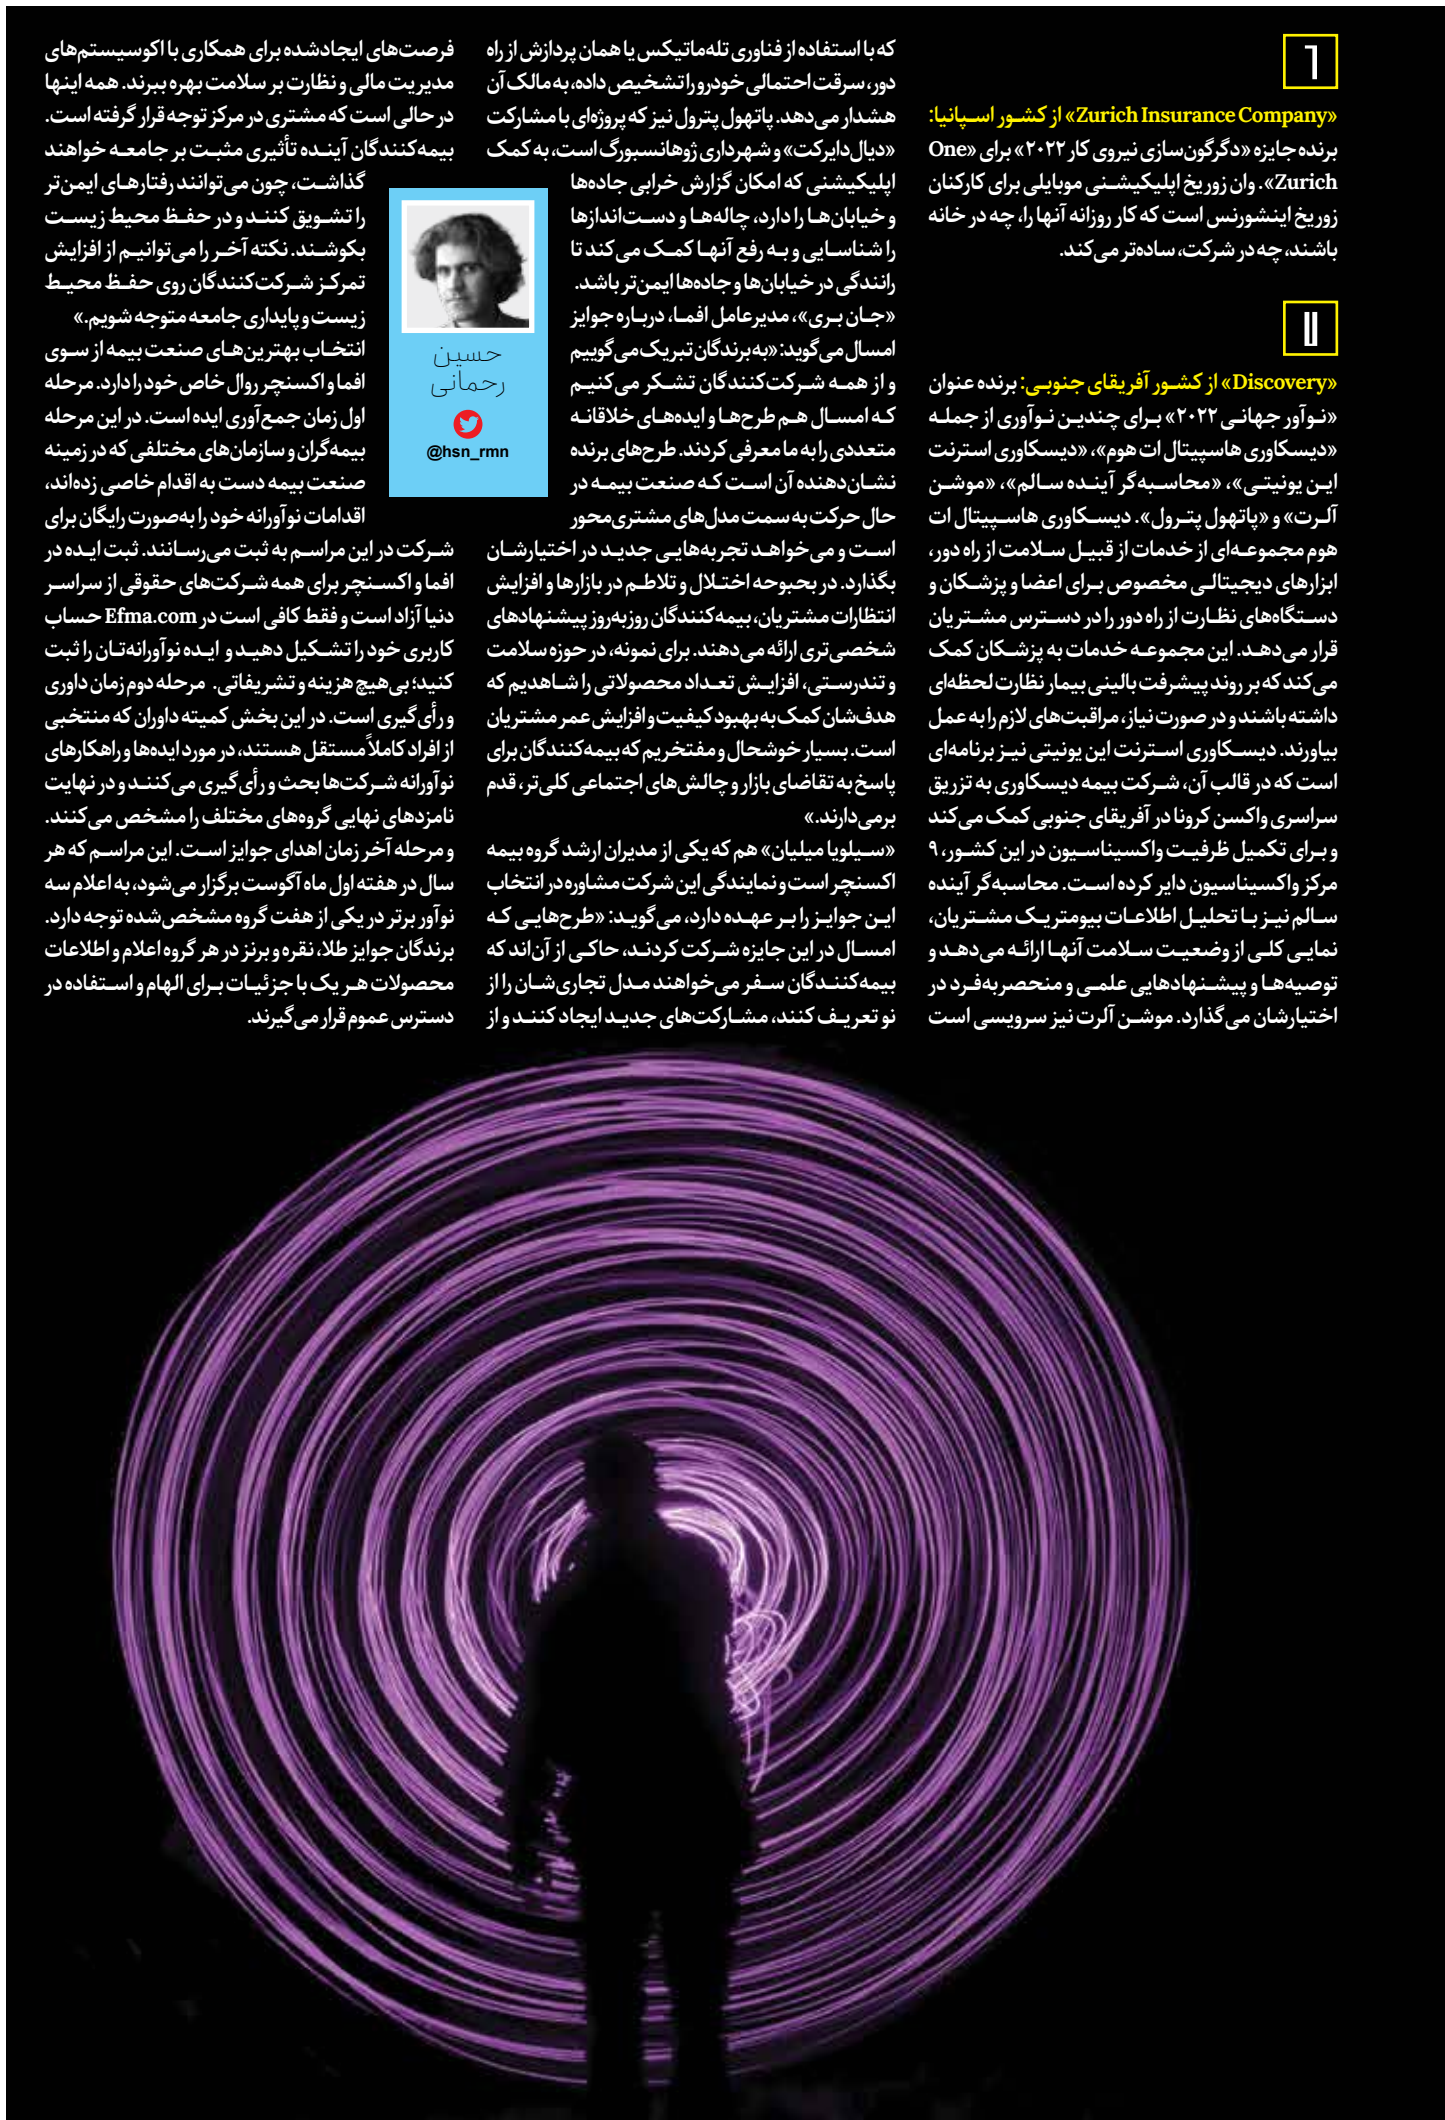 ۱۰
«Zurich Insurance Company» از کشور اسپانیا:
برنده جایزه «دگرگون‌سازی نیروی کار ۲۰۲۲» برای «One
Zurich». وان زوریخ اپلیکیشنی موبایلی برای کارکنان
زوریخ اینشورنس است که کار روزانه آنها را، چه در خانه
باشند، چه در شرکت، ساده‌تر می‌کند.
۱۱
«Discovery» از کشور آفریقای جنوبی: برنده عنوان
«نوآور جهانی ۲۰۲۲» برای چندین نوآوری از جمله
«دیسکاوری هاسپیتال ات هوم»، «دیسکاوری استرنت
این یونیتی»، «محاسبه‌گر آینده سالم»، «موشن
آلرت» و «پاتهول پترول». دیسکاوری هاسپیتال ات
هوم مجموعه‌ای از خدمات از قبیل سلامت از راه دور،
ابزارهای دیجیتالی مخصوص برای اعضا و پزشکان و
دستگاه‌های نظارت از راه دور را در دسترس مشتریان
قرار می‌دهد. این مجموعه خدمات به پزشکان کمک
می‌کند که بر روند پیشرفت بالینی بیمار نظارت لحظه‌ای
داشته باشند و در صورت نیاز، مراقبت‌های لازم را به عمل
بیاورند. دیسکاوری استرنت این یونیتی نیز برنامه‌ای
است که در قالب آن، شرکت بیمه دیسکاوری به تزریق
سراسری واکسن کرونا در آفریقای جنوبی کمک می‌کند
و برای تکمیل ظرفیت واکسیناسیون در این کشور، ۹
مرکز واکسیناسیون دایر کرده است. محاسبه‌گر آینده
سالم نیز با تحلیل اطلاعات بیومتریک مشتریان،
نمایی کلی از وضعیت سلامت آنها ارائه می‌دهد و
توصیه‌ها و پیشنهادهایی علمی و منحصربه‌فرد در
اختیارشان می‌گذارد. موشن آلرت نیز سرویسی است
که با استفاده از فناوری تله‌ماتیکس یا همان پردازش از راه
دور، سرقت احتمالی خودرو را تشخیص داده، به مالک آن
هشدار می‌دهد. پاتهول پترول نیز که پروژه‌ای با مشارکت
«دیال‌دایرکت» و شهرداری ژوهانسبورگ است، به کمک
اپلیکیشنی که امکان گزارش خرابی جاده‌ها
و خیابان‌ها را دارد، چاله‌ها و دست‌اندازها
را شناسایی و به رفع آنها کمک می‌کند تا
رانندگی در خیابان‌ها و جاده‌ها ایمن‌تر باشد.
«جان بری»، مدیرعامل افما، درباره جوایز
امسال می‌گوید: «به برندگان تبریک می‌گوییم
و از همه شرکت‌کنندگان تشکر می‌کنیم
که امسال هم طرح‌ها و ایده‌های خلاقانه
متعددی را به ما معرفی کردند. طرح‌های برنده
نشان‌دهنده آن است که صنعت بیمه در
حال حرکت به سمت مدل‌های مشتری‌محور
است و می‌خواهد تجربه‌هایی جدید در اختیارشان
بگذارد. در بحبوحه اختلال و تلاطم در بازارها و افزایش
انتظارات مشتریان، بیمه‌کنندگان روزبه‌روز پیشنهادهای
شخصی‌تری ارائه می‌دهند. برای نمونه، در حوزه سلامت
و تندرستی، افزایش تعداد محصولاتی را شاهدیم که
هدف‌شان کمک به بهبود کیفیت و افزایش عمر مشتریان
است. بسیار خوشحال و مفتخریم که بیمه‌کنندگان برای
پاسخ به تقاضای بازار و چالش‌های اجتماعی کلی‌تر، قدم
برمی‌دارند.»
«سیلویا میلیان» هم که یکی از مدیران ارشد گروه بیمه
اکسنچر است و نمایندگی این شرکت مشاوره در انتخاب
این جوایز را بر عهده دارد، می‌گوید: «طرح‌هایی که
امسال در این جایزه شرکت کردند، حاکی از آن‌اند که
بیمه‌کنندگان سفر می‌خواهند مدل تجاری‌شان را از
نو تعریف کنند، مشارکت‌های جدید ایجاد کنند و از
فرصت‌های ایجادشده برای همکاری با اکوسیستم‌های
مدیریت مالی و نظارت بر سلامت بهره ببرند. همه اینها
در حالی است که مشتری در مرکز توجه قرار گرفته است.
بیمه‌کنندگان آینده تأثیری مثبت بر جامعه خواهند
گذاشت، چون می‌توانند رفتارهای ایمن‌تر
را تشویق کنند و در حفظ محیط زیست
بکوشند. نکته آخر را می‌توانیم از افزایش
تمرکز شرکت‌کنندگان روی حفظ محیط
زیست و پایداری جامعه متوجه شویم.»
انتخاب بهترین‌های صنعت بیمه از سوی
افما و اکسنچر روال خاص خود را دارد. مرحله
اول زمان جمع‌آوری ایده است. در این مرحله
بیمه‌گران و سازمان‌های مختلفی که در زمینه
صنعت بیمه دست به اقدام خاصی زده‌اند،
اقدامات نوآورانه خود را به‌صورت رایگان برای
شرکت در این مراسم به ثبت می‌رسانند. ثبت ایده در
افما و اکسنچر برای همه شرکت‌های حقوقی از سراسر
دنیا آزاد است و فقط کافی است در Efma.com حساب
کاربری خود را تشکیل دهید و ایده نوآورانه‌تان را ثبت
کنید؛ بی‌هیچ هزینه و تشریفاتی. مرحله دوم زمان داوری
و رأی‌گیری است. در این بخش کمیته داوران که منتخبی
از افراد کاملاً مستقل هستند، در مورد ایده‌ها و راهکارهای
نوآورانه شرکت‌ها بحث و رأی‌گیری می‌کنند و در نهایت
نامزدهای نهایی گروه‌های مختلف را مشخص می‌کنند.
و مرحله آخر زمان اهدای جوایز است. این مراسم که هر
سال در هفته اول ماه آگوست برگزار می‌شود، به اعلام سه
نوآور برتر در یکی از هفت گروه مشخص‌شده توجه دارد.
برندگان جوایز طلا، نقره و برنز در هر گروه اعلام و اطلاعات
محصولات هر یک با جزئیات برای الهام و استفاده در
دسترس عموم قرار می‌گیرند.
حسین
رحمانی
@hsn_rmn